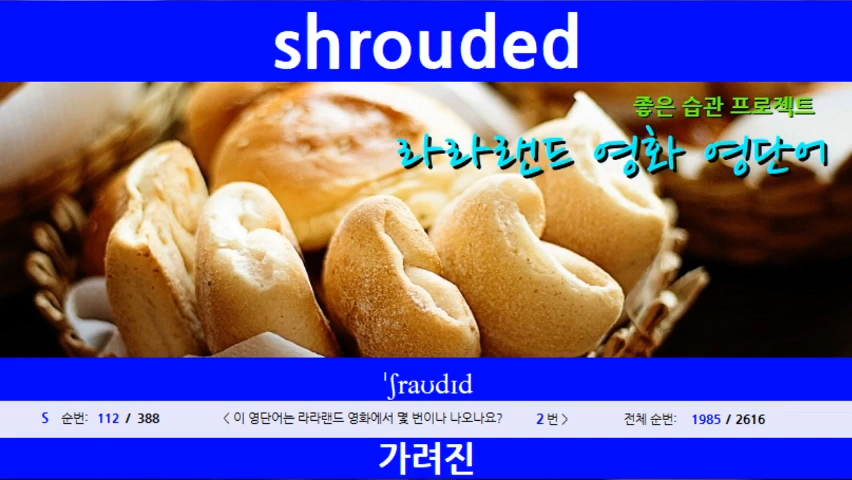 shrouded
좋은 습관 프로젝트
라라랜드 영화 영단어
ˈʃraʊdɪd
S 순번: 112 / 388 < 이 영단어는 라라랜드 영화에서 몇 번이나 나오나요? 2 번 > 전체 순번: 1985 / 2616
가려진